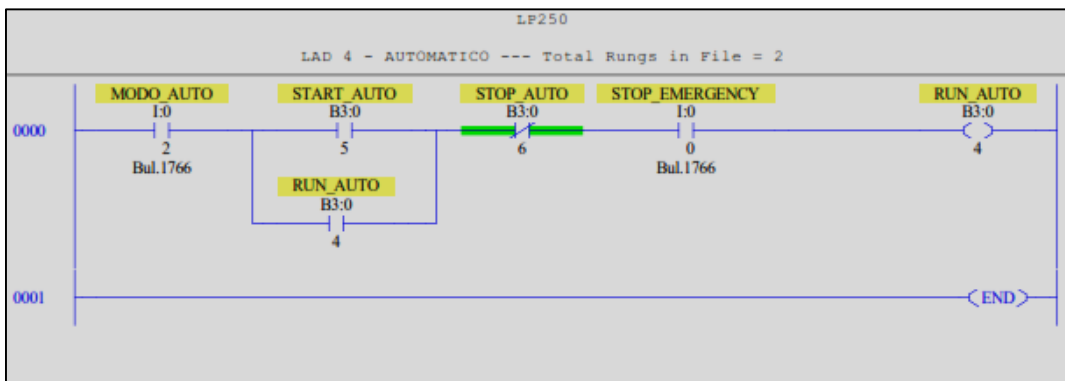 LP250
LAD 4 - AUTOMATICO --- Total Rungs in File = 2
MODO_AUTO START_AUTO STOP_AUTO STOP_EMERGENCY RUN_AUTO
I:0 B3:0 B3:0 I:0 B3:0
0000
2 5 6 0 4
Bul.1766 Bul.1766
RUN_AUTO
B3:0
4
0001
END